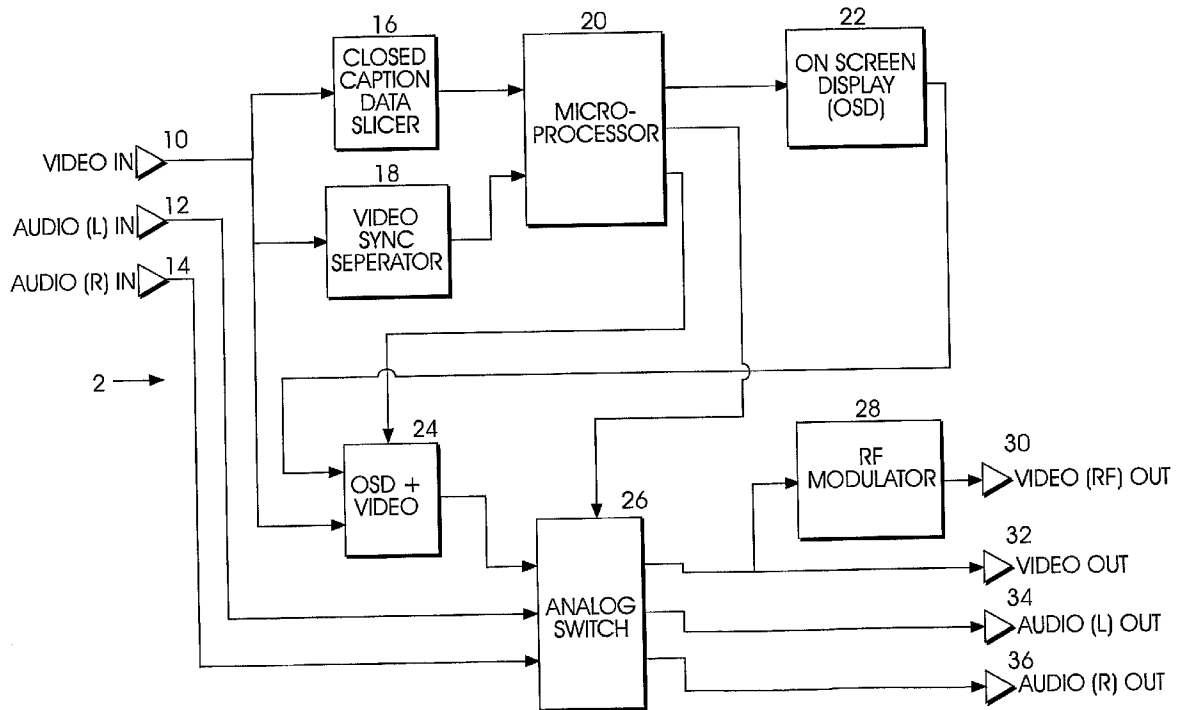 16
CLOSED
CAPTION
DATA
SLICER
20
MICRO-
PROCESSOR
22
ON SCREEN
DISPLAY
(OSD)
10
VIDEO IN
12
AUDIO (L) IN
14
AUDIO (R) IN
18
VIDEO
SYNC
SEPERATOR
2
24
OSD +
VIDEO
26
ANALOG
SWITCH
28
RF
MODULATOR
30
VIDEO (RF) OUT
32
VIDEO OUT
34
AUDIO (L) OUT
36
AUDIO (R) OUT